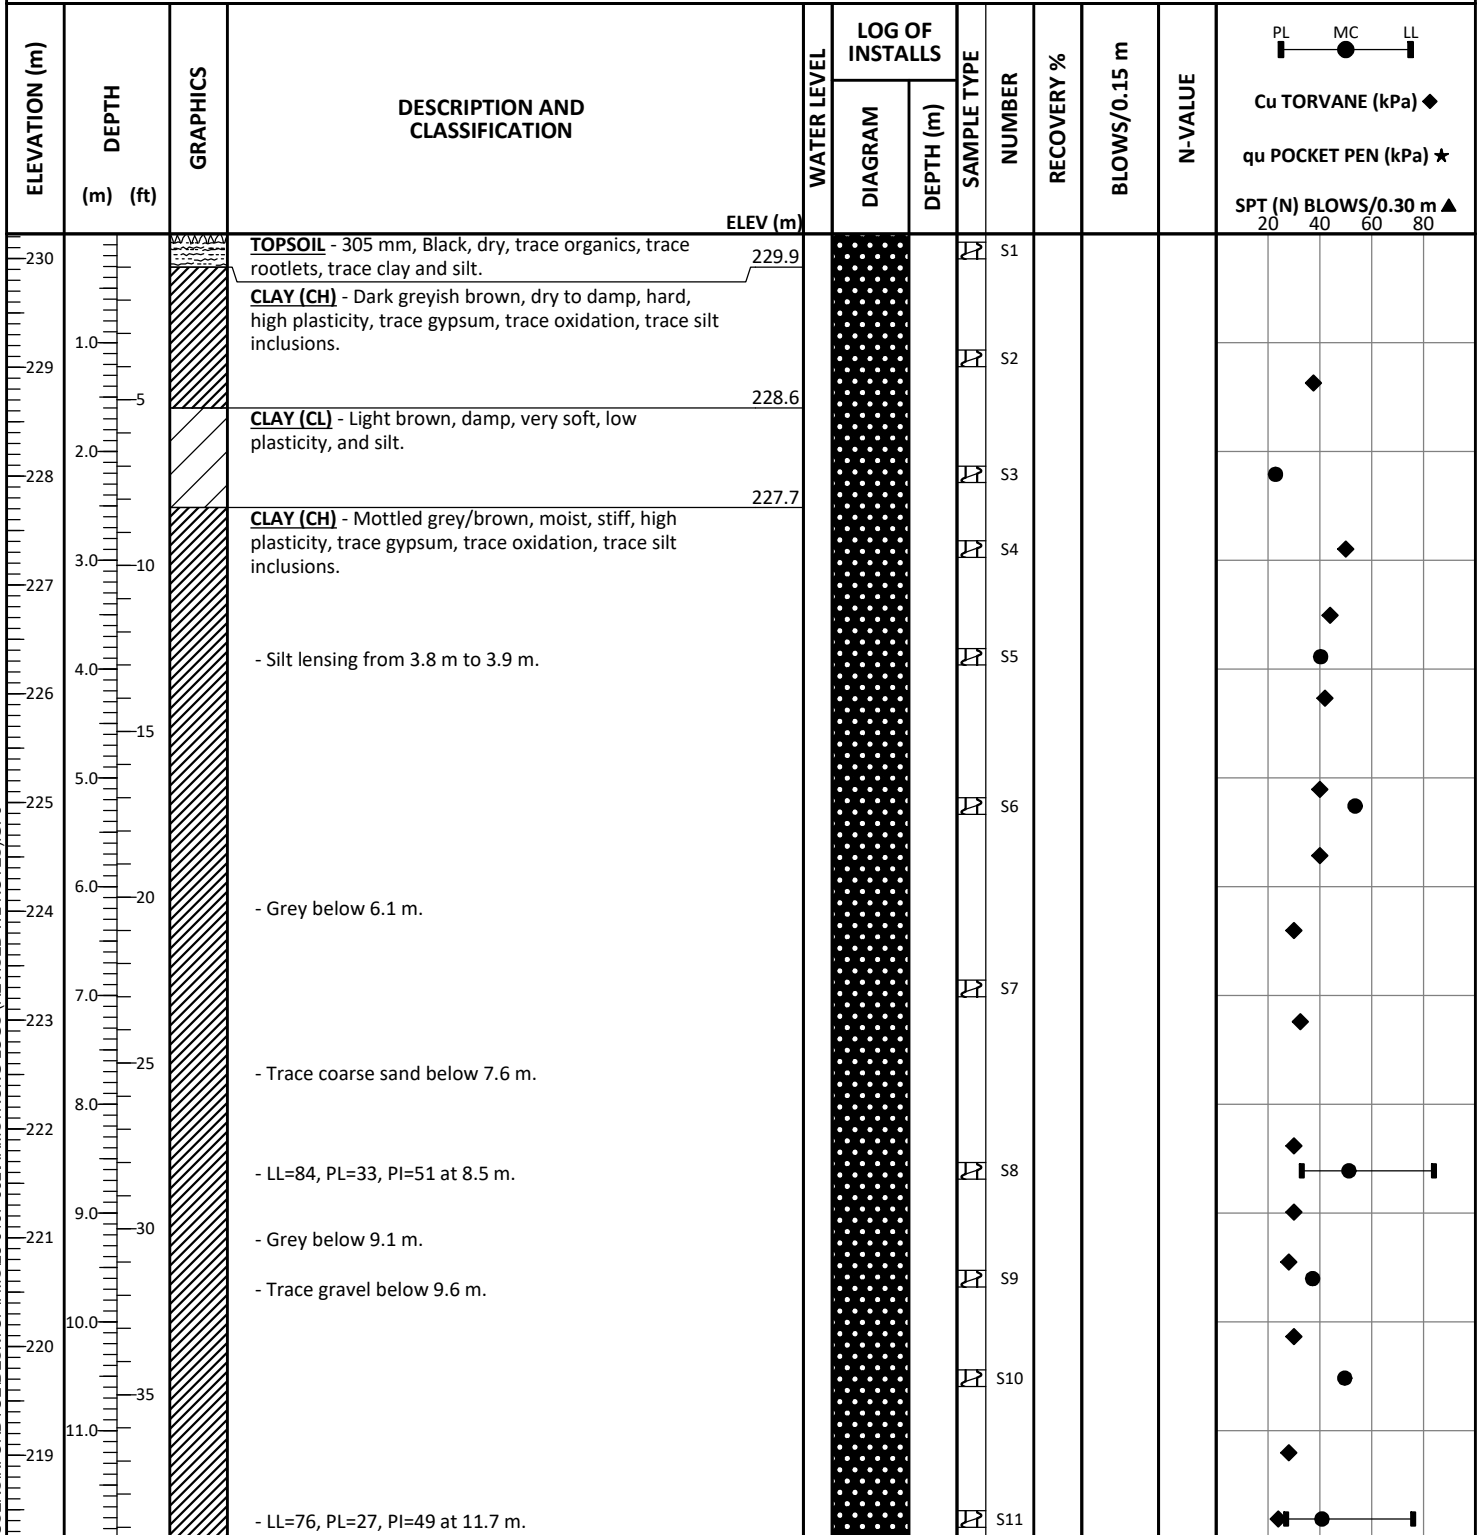 ELEVATION (m)
DEPTH
(m) (ft)
GRAPHICS
DESCRIPTION AND
CLASSIFICATION
ELEV (m)
WATER LEVEL
LOG OF
INSTALLS
DIAGRAM
DEPTH (m)
SAMPLE TYPE
NUMBER
RECOVERY %
BLOWS/0.15 m
N-VALUE
PL MC LL
Cu TORVANE (kPa) ◆
qu POCKET PEN (kPa) ★
SPT (N) BLOWS/0.30 m ▲
20 40 60 80
TOPSOIL - 305 mm, Black, dry, trace organics, trace
rootlets, trace clay and silt.
229.9
230
S1
CLAY (CH) - Dark greyish brown, dry to damp, hard,
high plasticity, trace gypsum, trace oxidation, trace silt
inclusions.
1.0
S2
229
5
228.6
CLAY (CL) - Light brown, damp, very soft, low
plasticity, and silt.
2.0
228
S3
227.7
CLAY (CH) - Mottled grey/brown, moist, stiff, high
plasticity, trace gypsum, trace oxidation, trace silt
inclusions.
S4
3.0
10
227
- Silt lensing from 3.8 m to 3.9 m.
S5
4.0
226
15
5.0
225
S6
6.0
20
224
- Grey below 6.1 m.
S7
7.0
223
25
- Trace coarse sand below 7.6 m.
8.0
222
- LL=84, PL=33, PI=51 at 8.5 m.
S8
9.0
30
221
- Grey below 9.1 m.
S9
- Trace gravel below 9.6 m.
10.0
220
S10
35
11.0
219
- LL=76, PL=27, PI=49 at 11.7 m.
S11